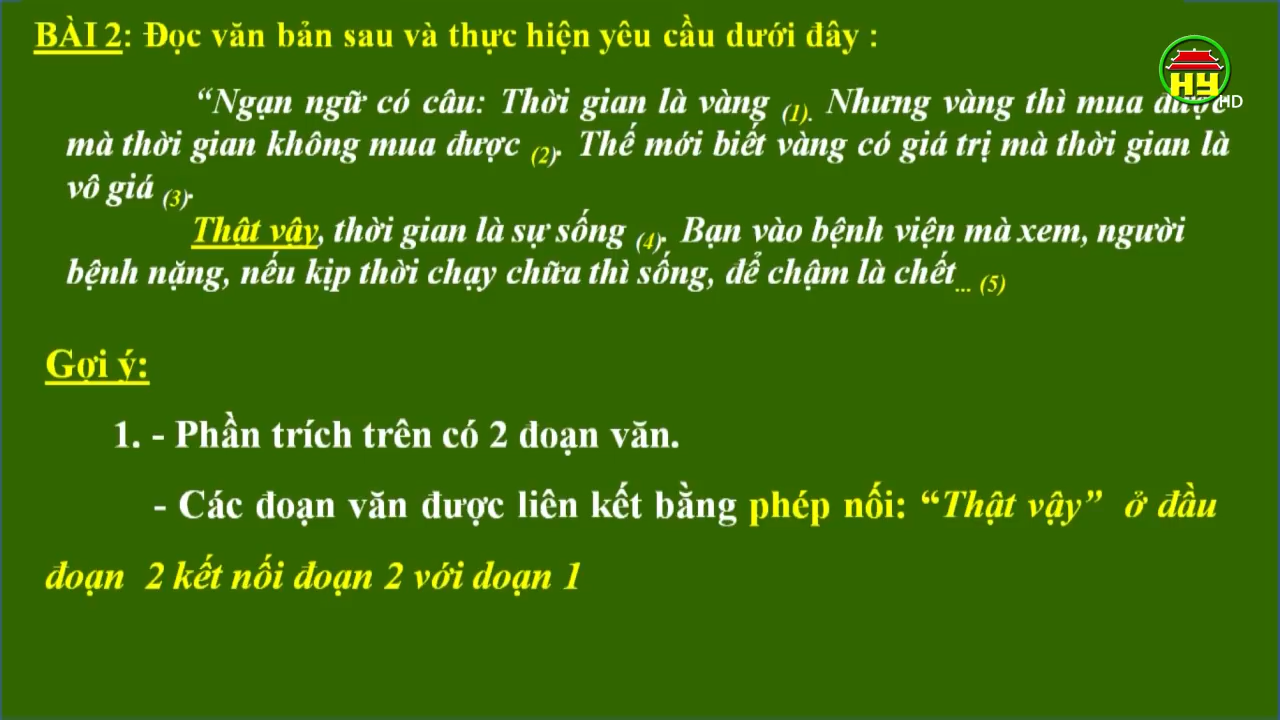 BÀI 2: Đọc văn bản sau và thực hiện yêu cầu dưới đây :
HY
HD
“Ngạn ngữ có câu: Thời gian là vàng (1). Nhưng vàng thì mua được
mà thời gian không mua được (2). Thế mới biết vàng có giá trị mà thời gian là
vô giá (3).
Thật vậy, thời gian là sự sống (4). Bạn vào bệnh viện mà xem, người
bệnh nặng, nếu kịp thời chạy chữa thì sống, để chậm là chết... (5)
Gợi ý:
1. - Phần trích trên có 2 đoạn văn.
- Các đoạn văn được liên kết bằng phép nối: “Thật vậy” ở đầu
đoạn 2 kết nối đoạn 2 với doạn 1